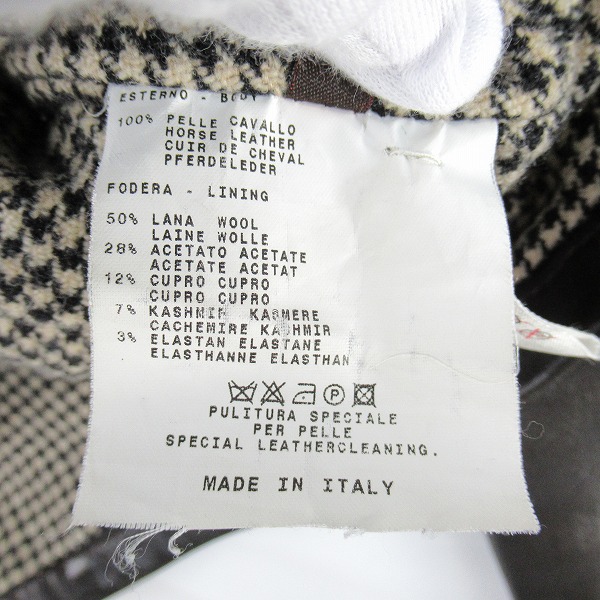 ESTERNO - BODY
100% PELLE CAVALLO
HORSE LEATHER
CUIR DE CHEVAL
PFERDELEDER
FODERA - LINING
50% LANA WOOL
LAINE WOLLE
28% ACETATO ACETATE
ACETATE ACETAT
12% CUPRO CUPRO
CUPRO CUPRO
7% KASHMIR KASMERE
CACHEMIRE KASHMIR
3% ELASTAN ELASTANE
ELASTHANNE ELASTHAN
P
PULITURA SPECIALE
PER PELLE
SPECIAL LEATHERCLEANING.
MADE IN ITALY